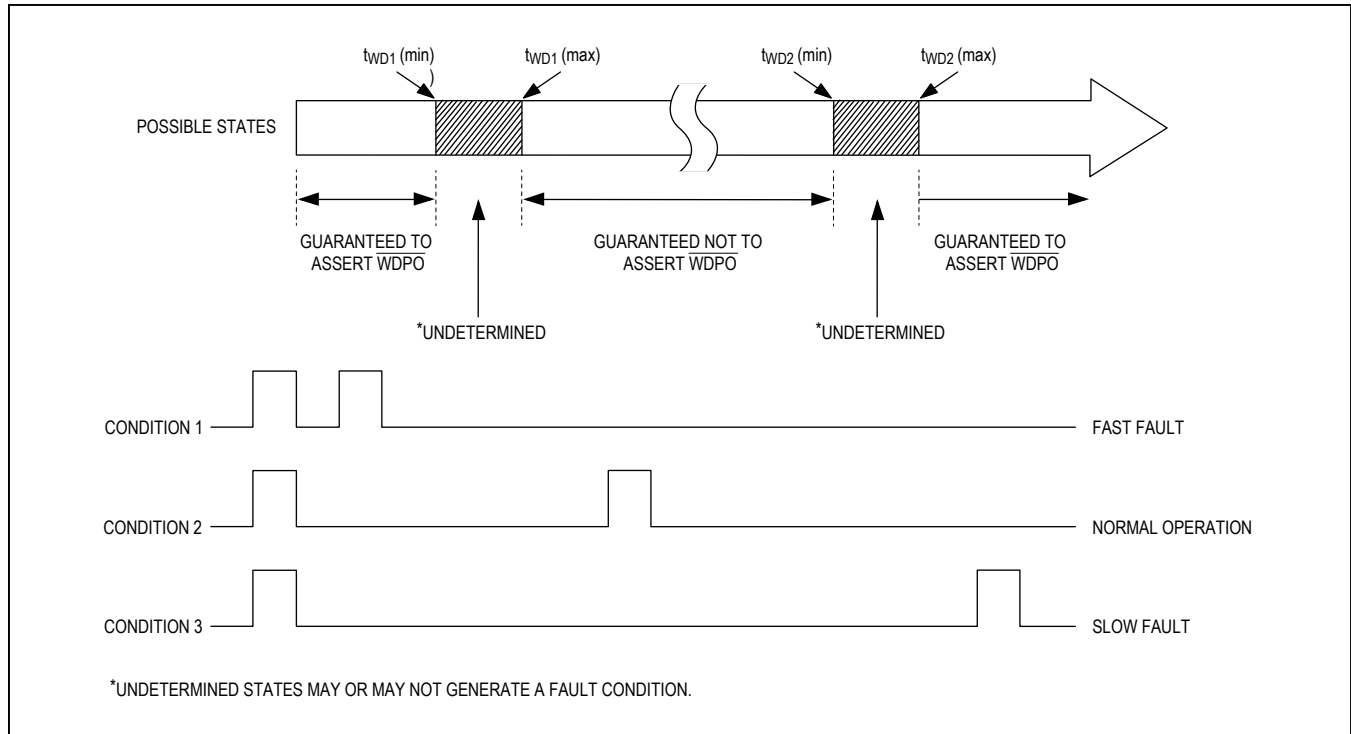 tWD1 (min)
)
tWD1 (max)
tWD2 (min)
tWD2 (max)
POSSIBLE STATES
GUARANTEED TO
ASSERT WDPO
GUARANTEED NOT TO
ASSERT WDPO
GUARANTEED TO
ASSERT WDPO
*UNDETERMINED
*UNDETERMINED
CONDITION 1
FAST FAULT
CONDITION 2
NORMAL OPERATION
CONDITION 3
SLOW FAULT
*UNDETERMINED STATES MAY OR MAY NOT GENERATE A FAULT CONDITION.